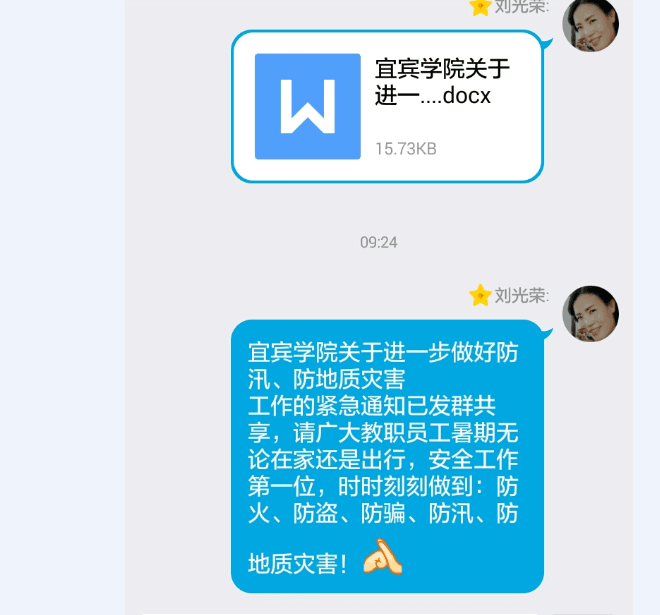 刘光荣:
宜宾学院关于
进一....docx
15.73KB
09:24
刘光荣:
宜宾学院关于进一步做好防
汛、防地质灾害
工作的紧急通知已发群共
享，请广大教职员工暑期无
论在家还是出行，安全工作
第一位，时时刻刻做到：防
火、防盗、防骗、防汛、防
地质灾害！